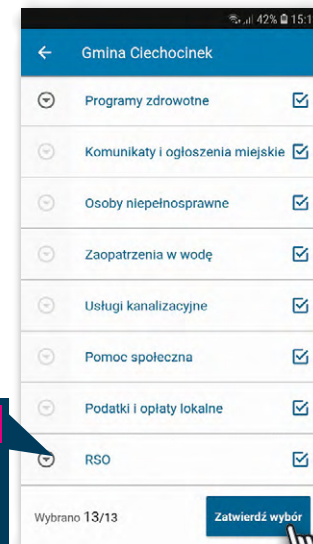 42% 15:1
Gmina Ciechocinek
Programy zdrowotne
Komunikaty i ogłoszenia miejskie
Osoby niepełnosprawne
Zaopatrzenia w wodę
Usługi kanalizacyjne
Pomoc społeczna
Podatki i opłaty lokalne
RSO
Wybrano 13/13
Zatwierdź wybór